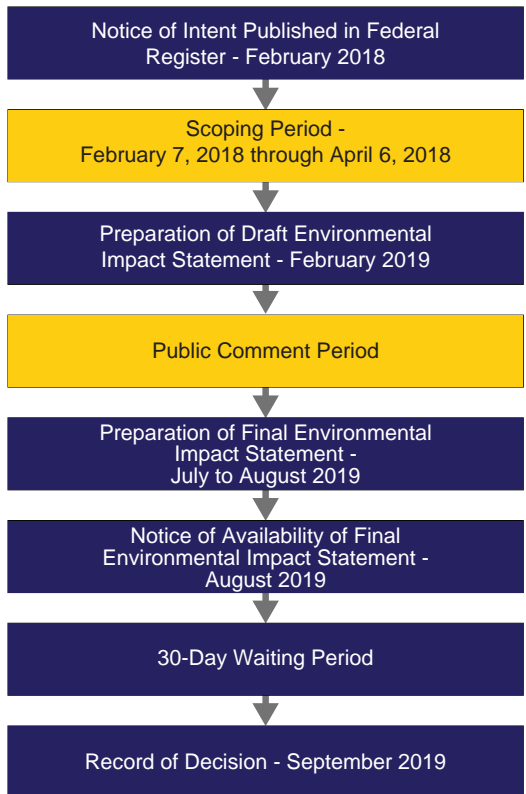 Notice of Intent Published in Federal
Register - February 2018
Scoping Period -
February 7, 2018 through April 6, 2018
Preparation of Draft Environmental
Impact Statement - February 2019
Public Comment Period
Preparation of Final Environmental
Impact Statement -
July to August 2019
Notice of Availability of Final
Environmental Impact Statement -
August 2019
30-Day Waiting Period
Record of Decision - September 2019